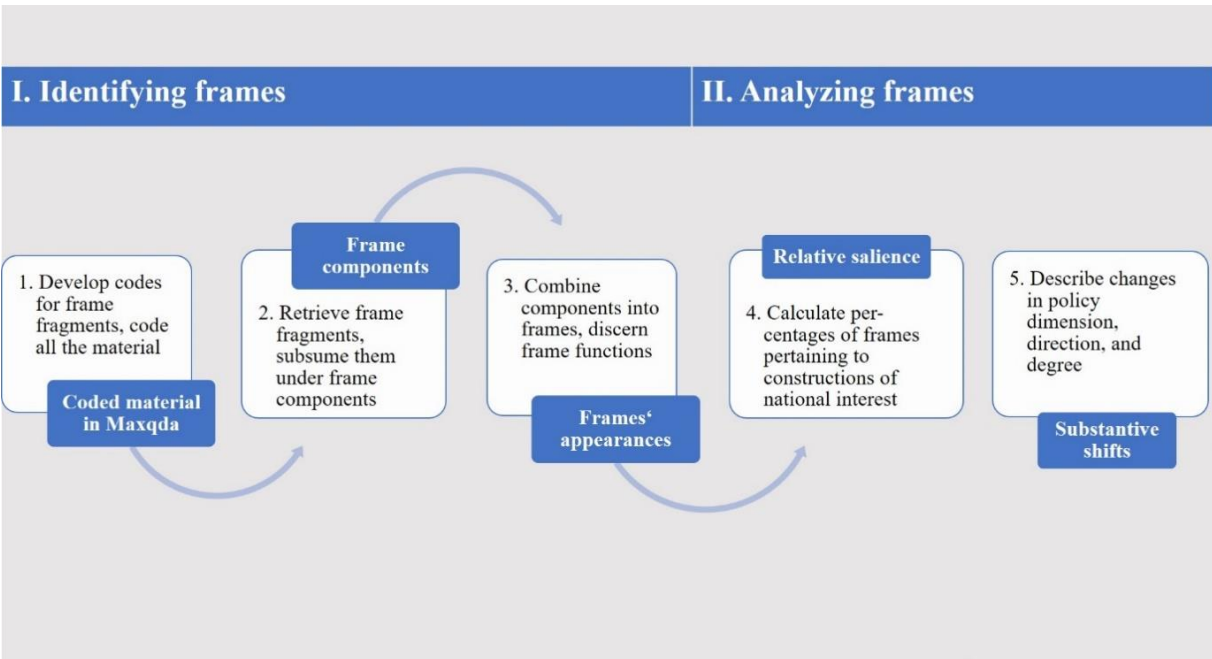 I. Identifying frames
II. Analyzing frames
1. Develop codes
for frame
fragments, code
all the material
Coded material
in Maxqda
Frame
components
2. Retrieve frame
fragments,
subsume them
under frame
components
3. Combine
components into
frames, discern
frame functions
Frames‘
appearances
Relative salience
4. Calculate per-
centages of frames
pertaining to
constructions of
national interest
5. Describe changes
in policy
dimension,
direction, and
degree
Substantive
shifts